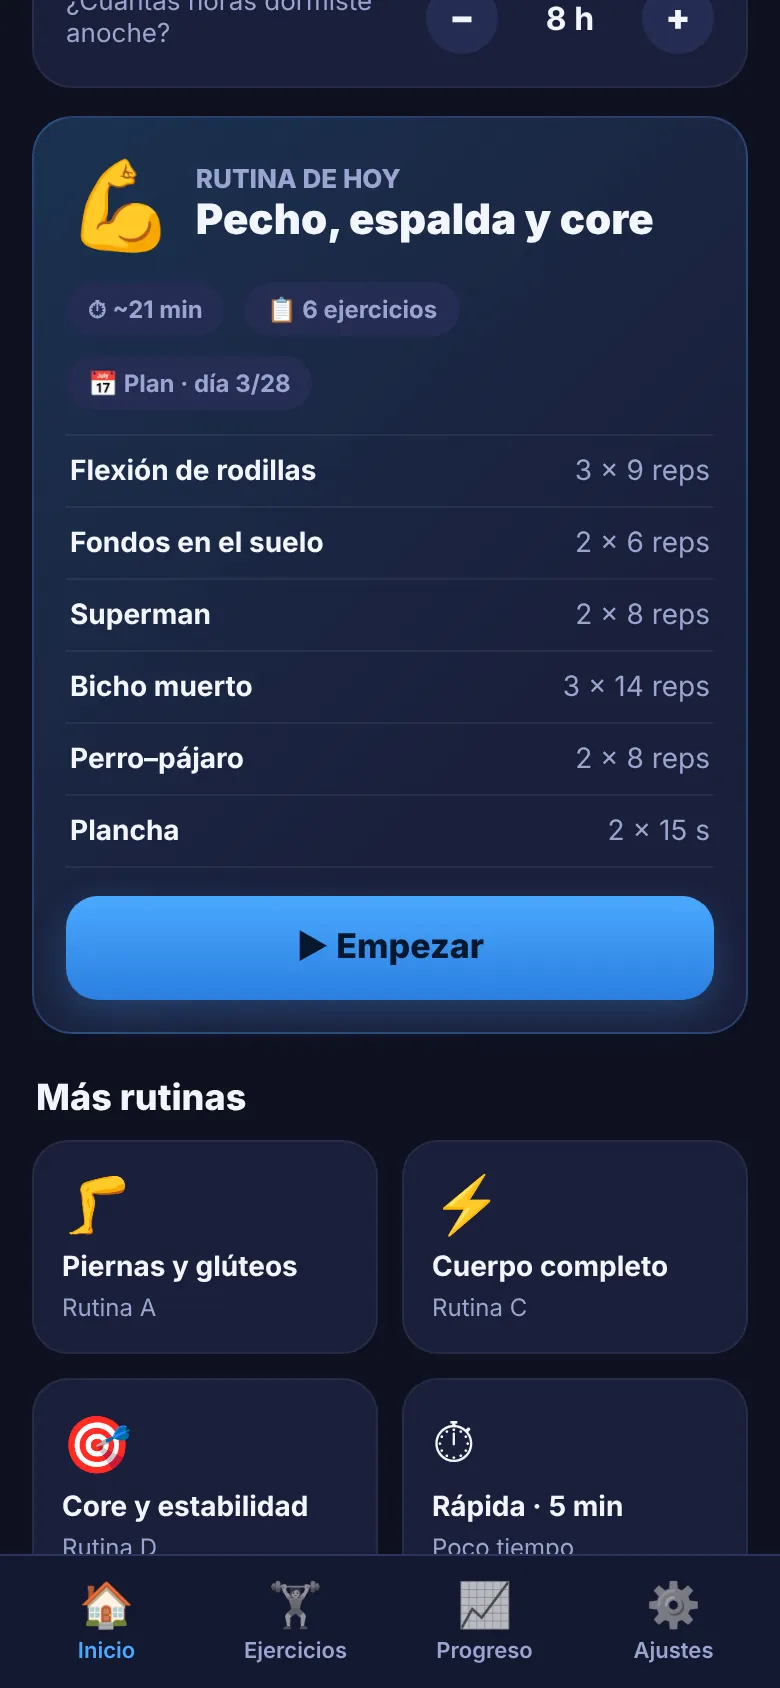 ¿Cuántas horas dormiste
anoche?
− 8 h +
RUTINA DE HOY
Pecho, espalda y core
⏱ ~21 min
📋 6 ejercicios
📅 Plan · día 3/28
Flexión de rodillas 3 × 9 reps
Fondos en el suelo 2 × 6 reps
Superman 2 × 8 reps
Bicho muerto 3 × 14 reps
Perro–pájaro 2 × 8 reps
Plancha 2 × 15 s
▶ Empezar
Más rutinas
Piernas y glúteos
Rutina A
Cuerpo completo
Rutina C
Core y estabilidad
Rutina D
Rápida · 5 min
Poco tiempo
Inicio
Ejercicios
Progreso
Ajustes